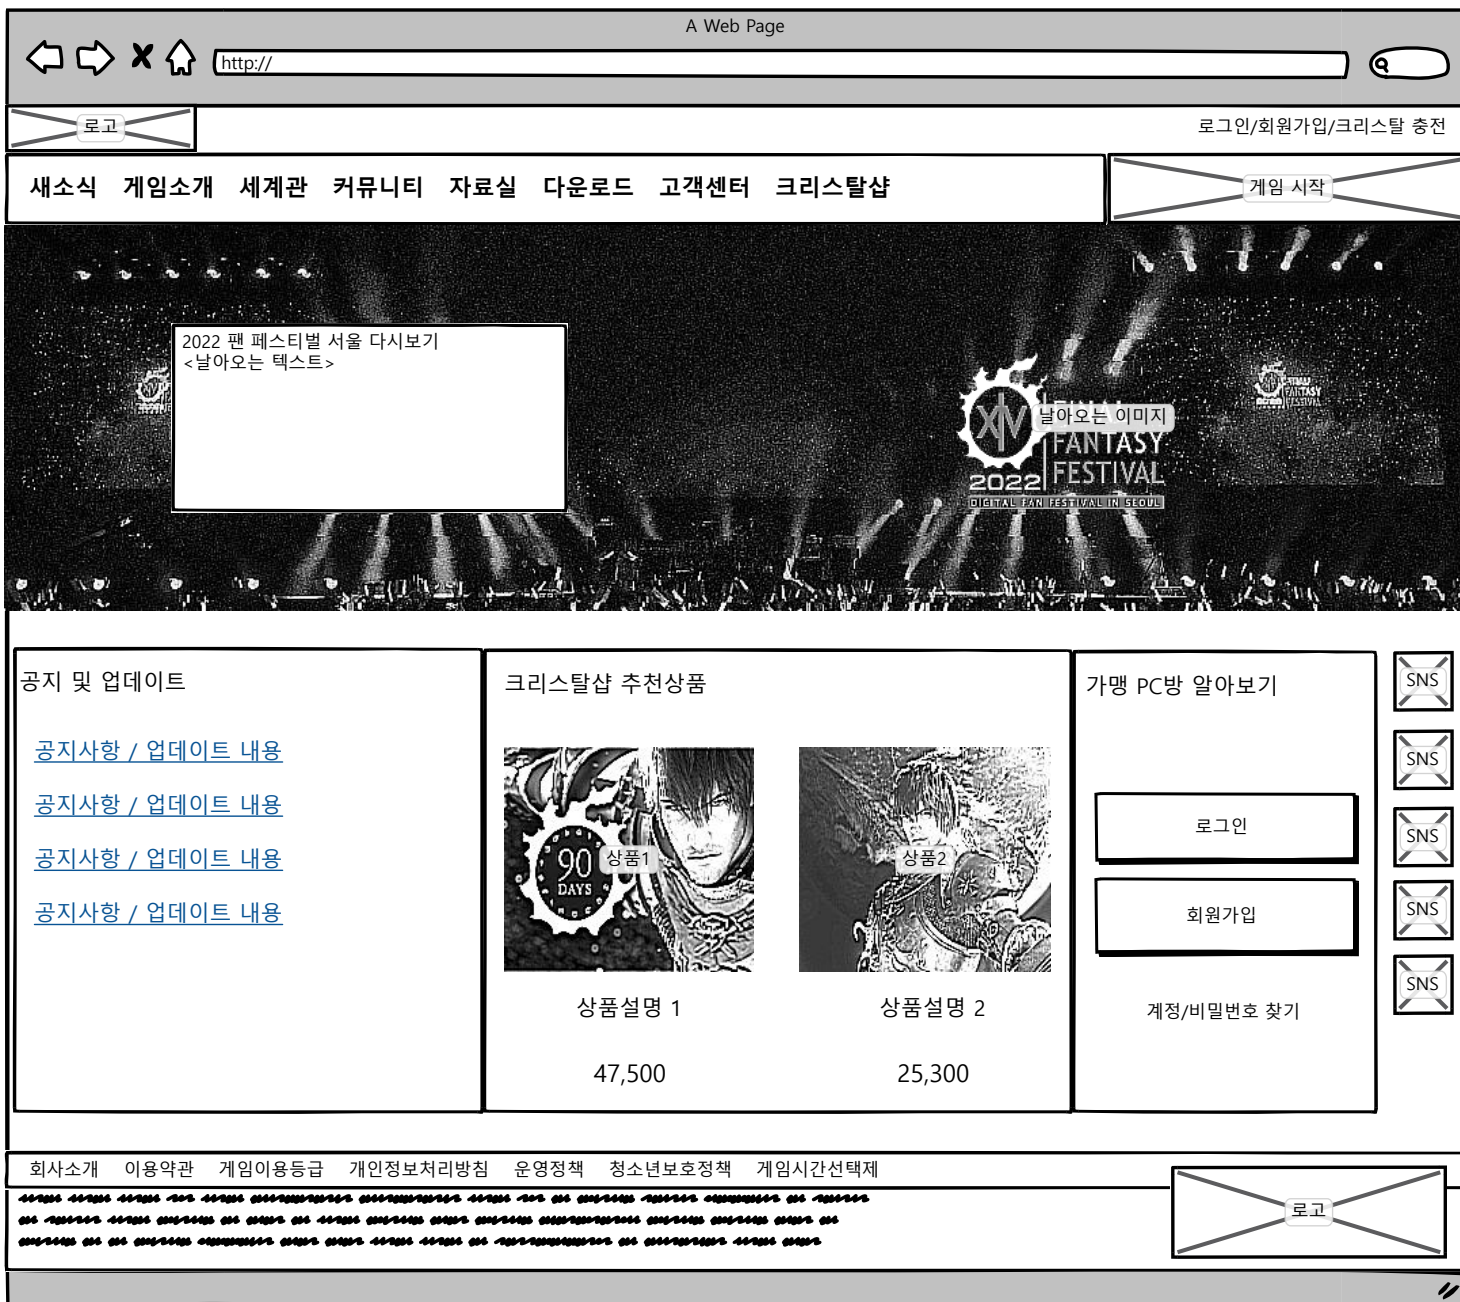 A Web Page
http://
로고
로그인/회원가입/크리스탈 충전
새소식 게임소개 세계관 커뮤니티 자료실 다운로드 고객센터 크리스탈샵
게임 시작
2022 팬 페스티벌 서울 다시보기
<날아오는 텍스트>
날아오는 이미지
XIV
FINAL
FANTASY
FESTIVAL
2022
DIGITAL FAN FESTIVAL IN SEOUL
공지 및 업데이트
공지사항 / 업데이트 내용
공지사항 / 업데이트 내용
공지사항 / 업데이트 내용
공지사항 / 업데이트 내용
크리스탈샵 추천상품
90
DAYS
상품1
상품2
상품설명 1
상품설명 2
47,500
25,300
가맹 PC방 알아보기
로그인
회원가입
계정/비밀번호 찾기
SNS
SNS
SNS
SNS
SNS
회사소개 이용약관 게임이용등급 개인정보처리방침 운영정책 청소년보호정책 게임시간선택제
로고